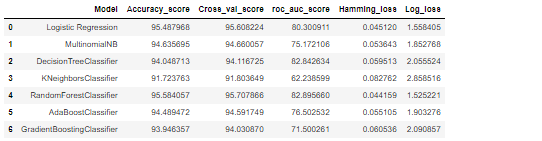 Model Accuracy_score Cross_val_score roc_auc_score Hamming_loss Log_loss
0 Logistic Regression 95.487968 95.608224 80.300911 0.045120 1.558405
1 MultinomialNB 94.635695 94.660057 75.172106 0.053643 1.852768
2 DecisionTreeClassifier 94.048713 94.116725 82.842634 0.059513 2.055524
3 KNeighborsClassifier 91.723763 91.803649 62.238599 0.082762 2.858516
4 RandomForestClassifier 95.584057 95.707866 82.895660 0.044159 1.525221
5 AdaBoostClassifier 94.489472 94.591749 76.502532 0.055105 1.903276
6 GradientBoostingClassifier 93.946357 94.030870 71.500261 0.060536 2.090857